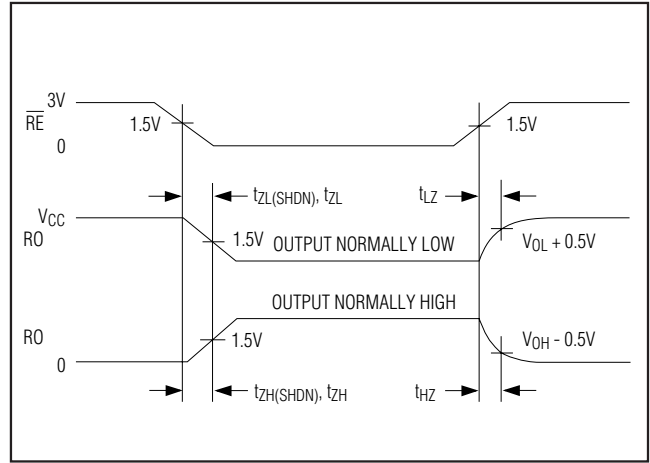 3V
RE
1.5V
1.5V
0
tZL(SHDN), tZL
tLZ
VCC
RO
1.5V
OUTPUT NORMALLY LOW
VOL + 0.5V
OUTPUT NORMALLY HIGH
RO
1.5V
VOH - 0.5V
0
tZH(SHDN), tZH
tHZ